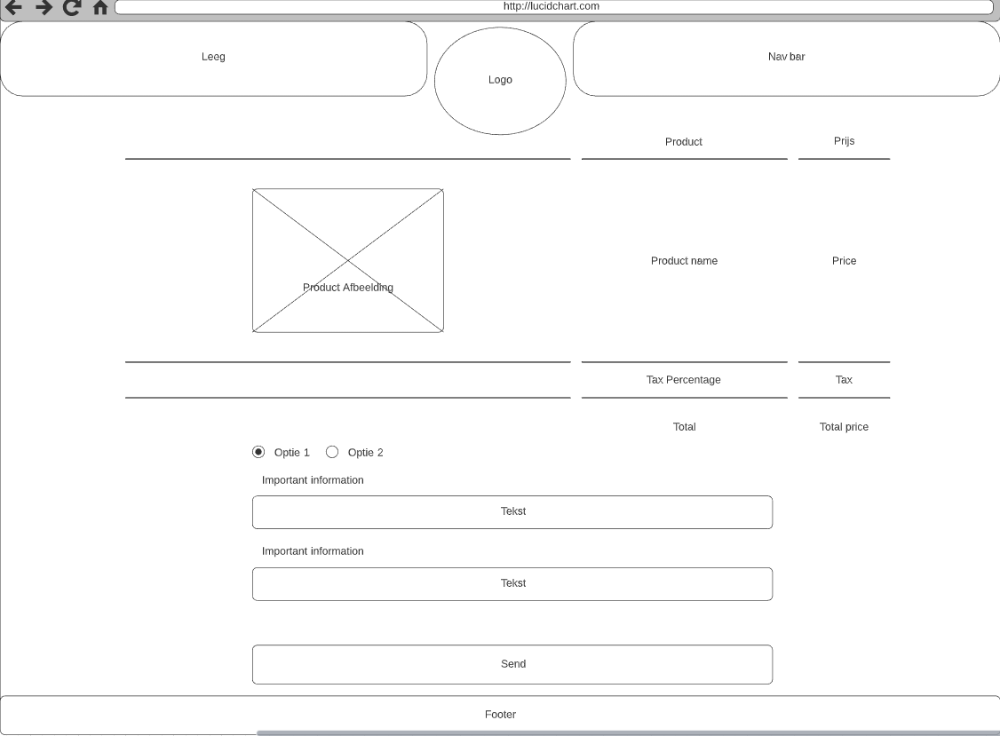 http://lucidchart.com
Leeg
Logo
Nav bar
Product
Prijs
Product Afbeelding
Product name
Price
Tax Percentage
Tax
Total
Total price
Optie 1
Optie 2
Important information
Tekst
Important information
Tekst
Send
Footer